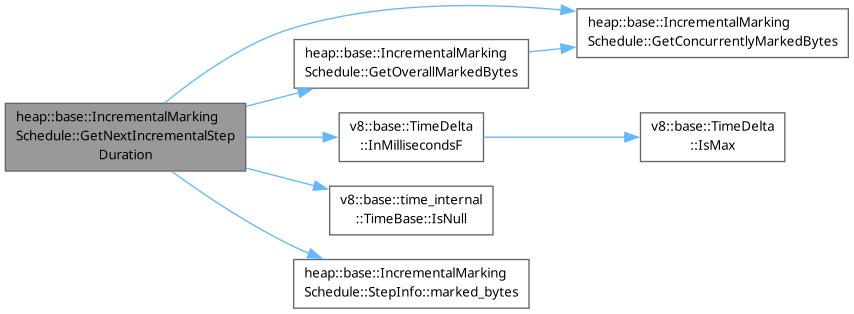 heap::base::IncrementalMarking
Schedule::GetConcurrentlyMarkedBytes
heap::base::IncrementalMarking
Schedule::GetOverallMarkedBytes
heap::base::IncrementalMarking
Schedule::GetNextIncrementalStep
Duration
v8::base::TimeDelta
::InMillisecondsF
v8::base::TimeDelta
::IsMax
v8::base::time_internal
::TimeBase::IsNull
heap::base::IncrementalMarking
Schedule::StepInfo::marked_bytes